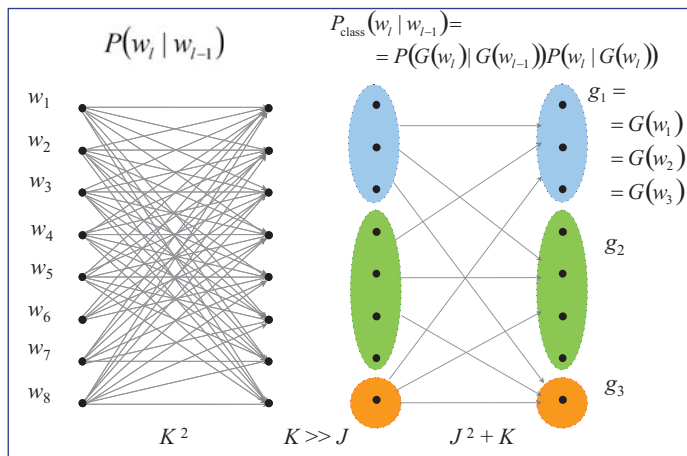 P(w_l | w_{l-1})
P_class(w_l | w_{l-1}) =
= P(G(w_l) | G(w_{l-1}))P(w_l | G(w_l))
w_1
w_2
w_3
w_4
w_5
w_6
w_7
w_8
g_1 =
= G(w_1)
= G(w_2)
= G(w_3)
g_2
g_3
K^2
K >> J
J^2 + K